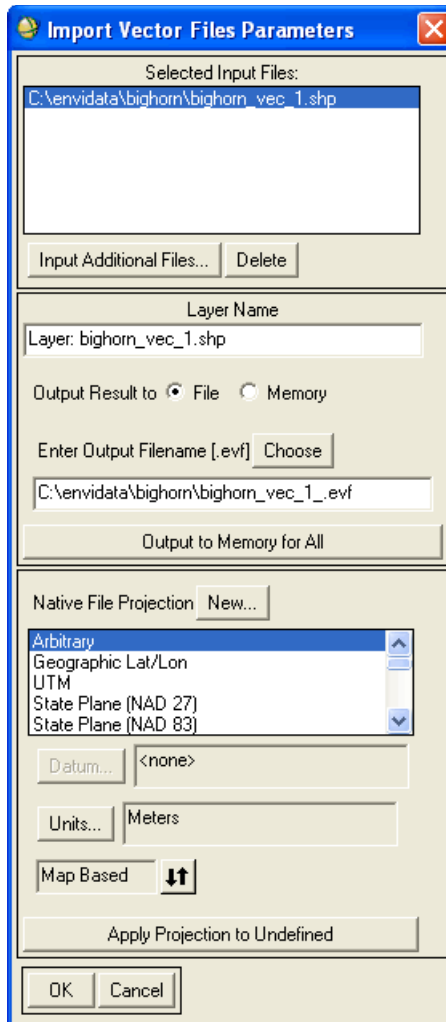 Import Vector Files Parameters
Selected Input Files:
C:\envidata\bighorn\bighorn_vec_1.shp
Input Additional Files... Delete
Layer Name
Layer: bighorn_vec_1.shp
Output Result to File Memory
Enter Output Filename [.evf] Choose
C:\envidata\bighorn\bighorn_vec_1_.evf
Output to Memory for All
Native File Projection New...
Arbitrary
Geographic Lat/Lon
UTM
State Plane (NAD 27)
State Plane (NAD 83)
Datum... <none>
Units... Meters
Map Based
Apply Projection to Undefined
OK Cancel